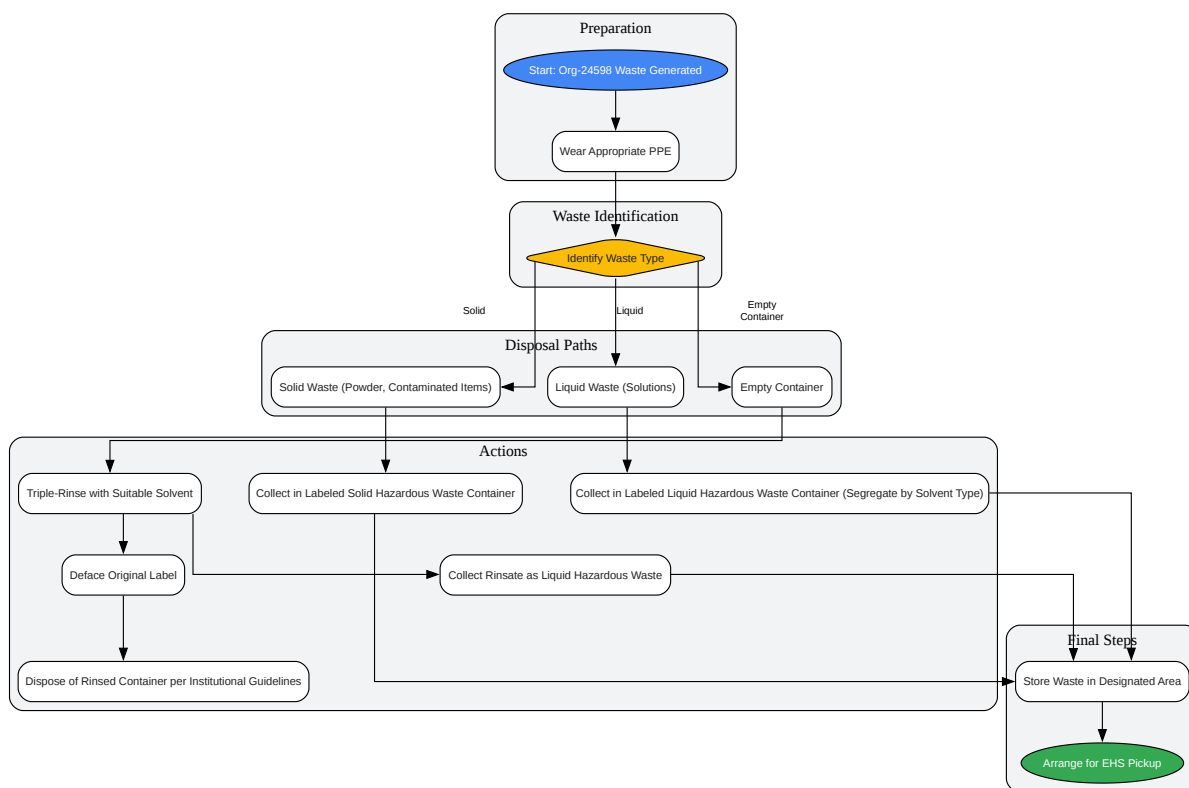 Preparation
Start: Org-24598 Waste Generated
Wear Appropriate PPE
Waste Identification
Identify Waste Type
Solid
Liquid
Empty
Container
Disposal Paths
Solid Waste (Powder, Contaminated Items)
Liquid Waste (Solutions)
Empty Container
Actions
Triple-Rinse with Suitable Solvent
Collect in Labeled Solid Hazardous Waste Container
Collect in Labeled Liquid Hazardous Waste Container (Segregate by Solvent Type)
Deface Original Label
Collect Rinsate as Liquid Hazardous Waste
Dispose of Rinsed Container per Institutional Guidelines
Final Steps
Store Waste in Designated Area
Arrange for EHS Pickup